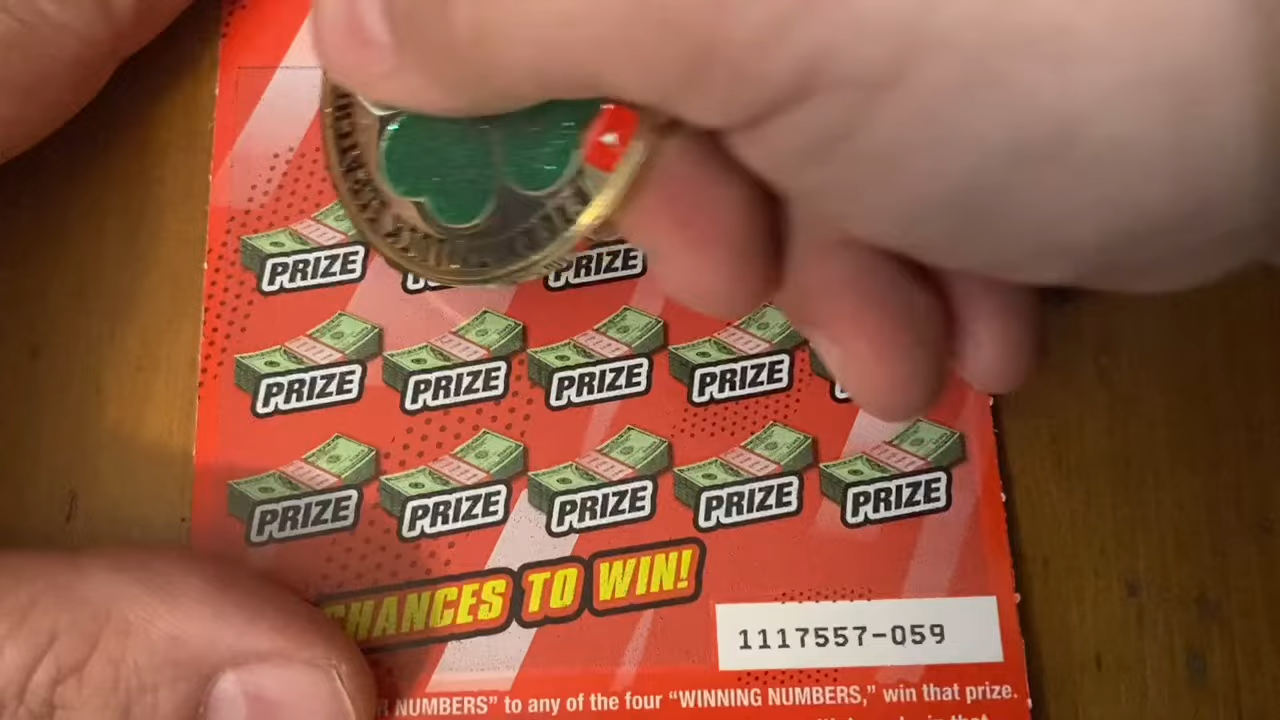 PRIZE PRIZE
PRIZE PRIZE PRIZE PRIZE
PRIZE PRIZE PRIZE PRIZE PRIZE
CHANCES TO WIN!
1117557-059
NUMBERS" to any of the four "WINNING NUMBERS," win that prize.